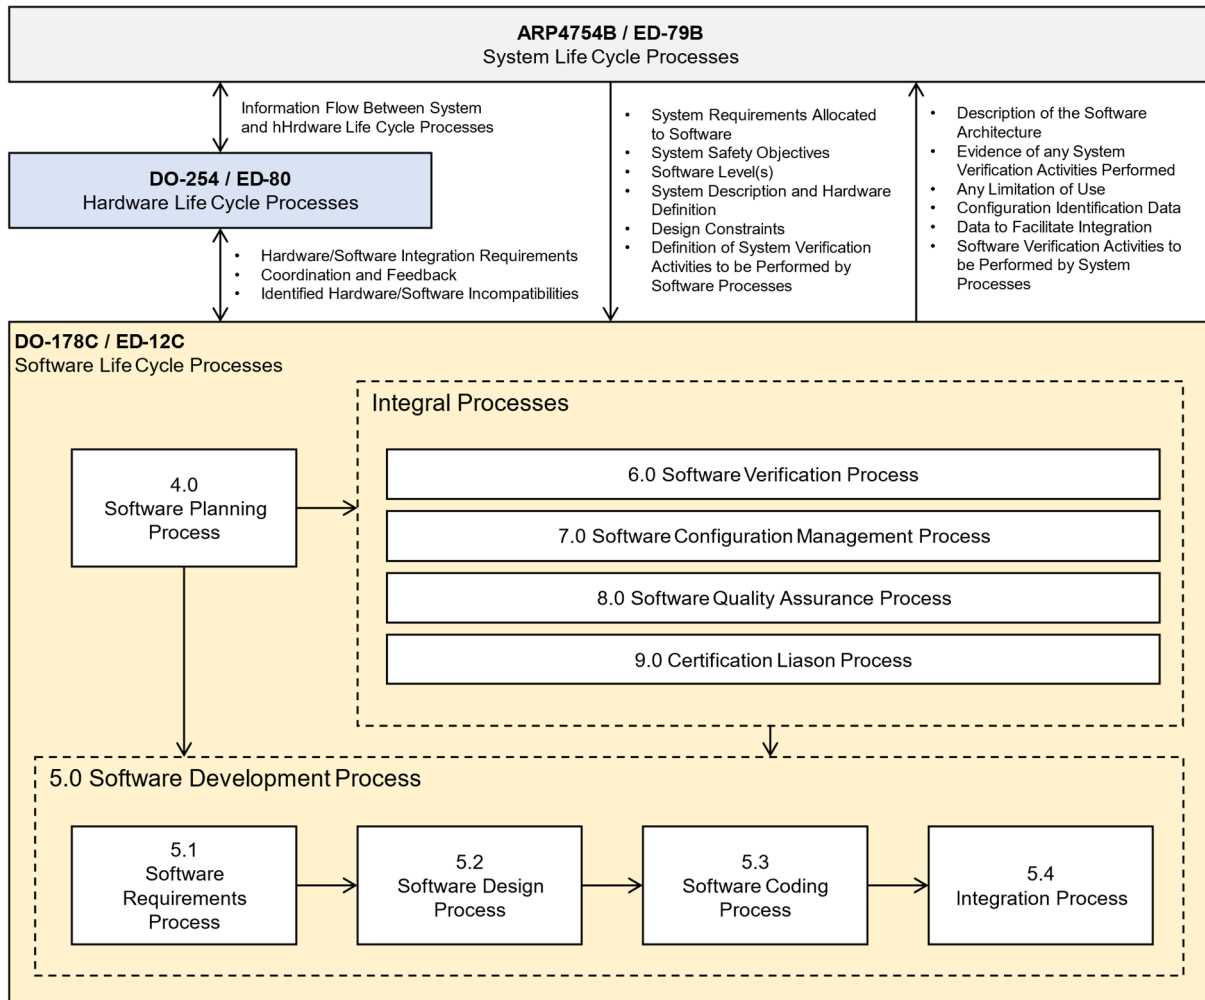 ARP4754B / ED-79B
System Life Cycle Processes
Information Flow Between System
and hHrdware Life Cycle Processes
DO-254 / ED-80
Hardware Life Cycle Processes
• Hardware/Software Integration Requirements
• Coordination and Feedback
• Identified Hardware/Software Incompatibilities
• System Requirements Allocated
to Software
• System Safety Objectives
• Software Level(s)
• System Description and Hardware
Definition
• Design Constraints
• Definition of System Verification
Activities to be Performed by
Software Processes
• Description of the Software
Architecture
• Evidence of any System
Verification Activities Performed
• Any Limitation of Use
• Configuration Identification Data
• Data to Facilitate Integration
• Software Verification Activities to
be Performed by System
Processes
DO-178C / ED-12C
Software Life Cycle Processes
4.0
Software Planning
Process
Integral Processes
6.0 Software Verification Process
7.0 Software Configuration Management Process
8.0 Software Quality Assurance Process
9.0 Certification Liason Process
5.0 Software Development Process
5.1
Software
Requirements
Process
5.2
Software Design
Process
5.3
Software Coding
Process
5.4
Integration Process